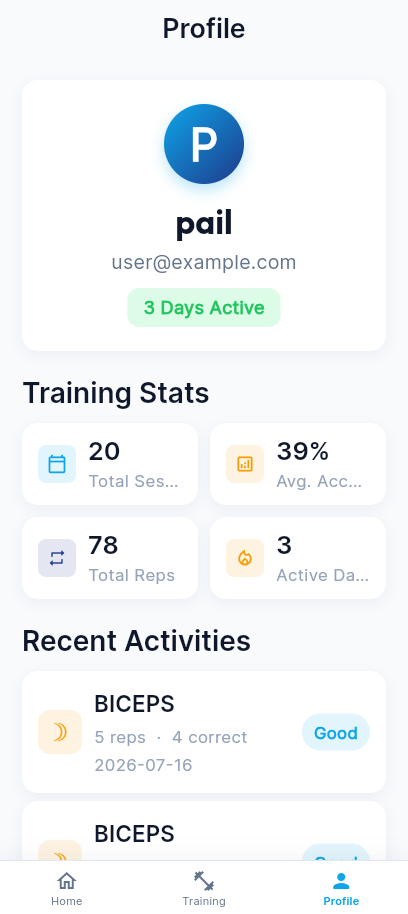 Profile
P
pail
user@example.com
3 Days Active
Training Stats
20
Total Ses...
39%
Avg. Acc...
78
Total Reps
3
Active Da...
Recent Activities
BICEPS
5 reps · 4 correct
2026-07-16
Good
BICEPS
Good
Home
Training
Profile